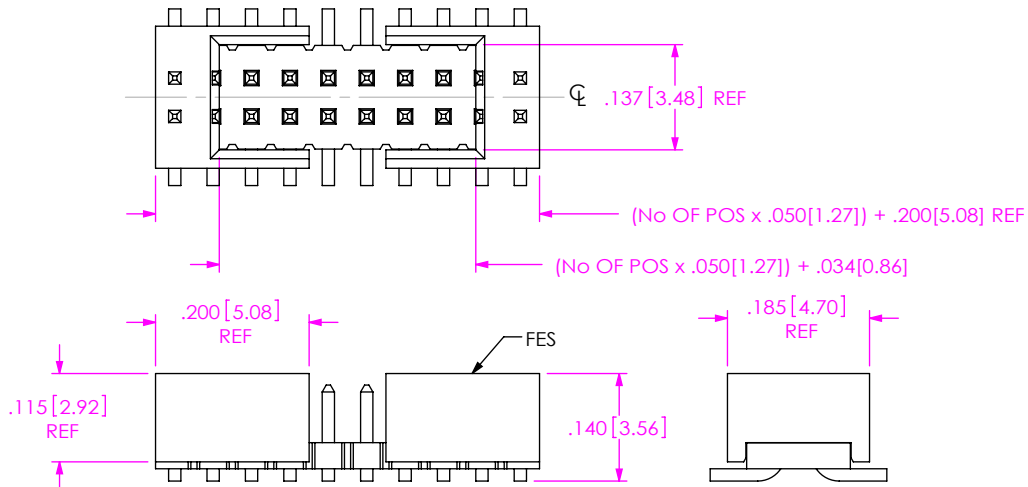 ℄
.137[3.48] REF
(No OF POS x .050[1.27]) + .200[5.08] REF
(No OF POS x .050[1.27]) + .034[0.86]
.200[5.08]
REF
FES
.185[4.70]
REF
.115[2.92]
REF
.140[3.56]